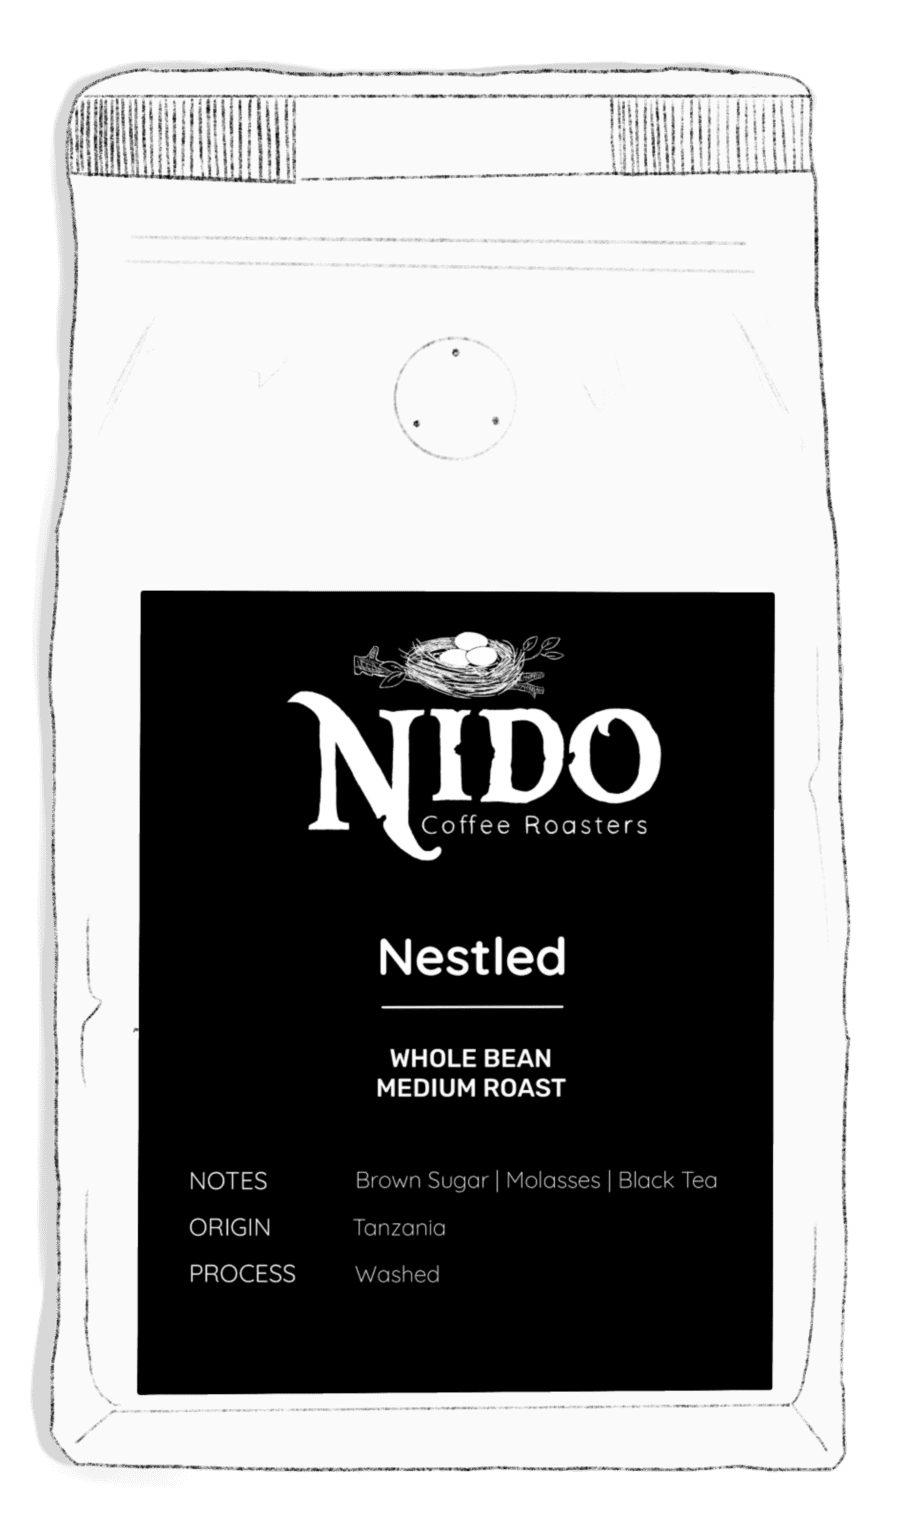 NIDO
Coffee Roasters
Nestled
WHOLE BEAN
MEDIUM ROAST
NOTES Brown Sugar | Molasses | Black Tea
ORIGIN Tanzania
PROCESS Washed